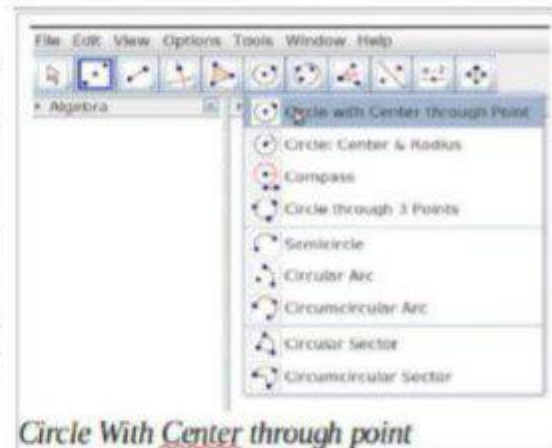 File Edit View Options Tools Window Help
Algebra
Circle with Center through Point
Circle: Center & Radius
Compass
Circle through 3 Points
Semicircle
Circular Arc
Circumcircular Arc
Circular Sector
Circumcircular Sector
Circle With Center through point